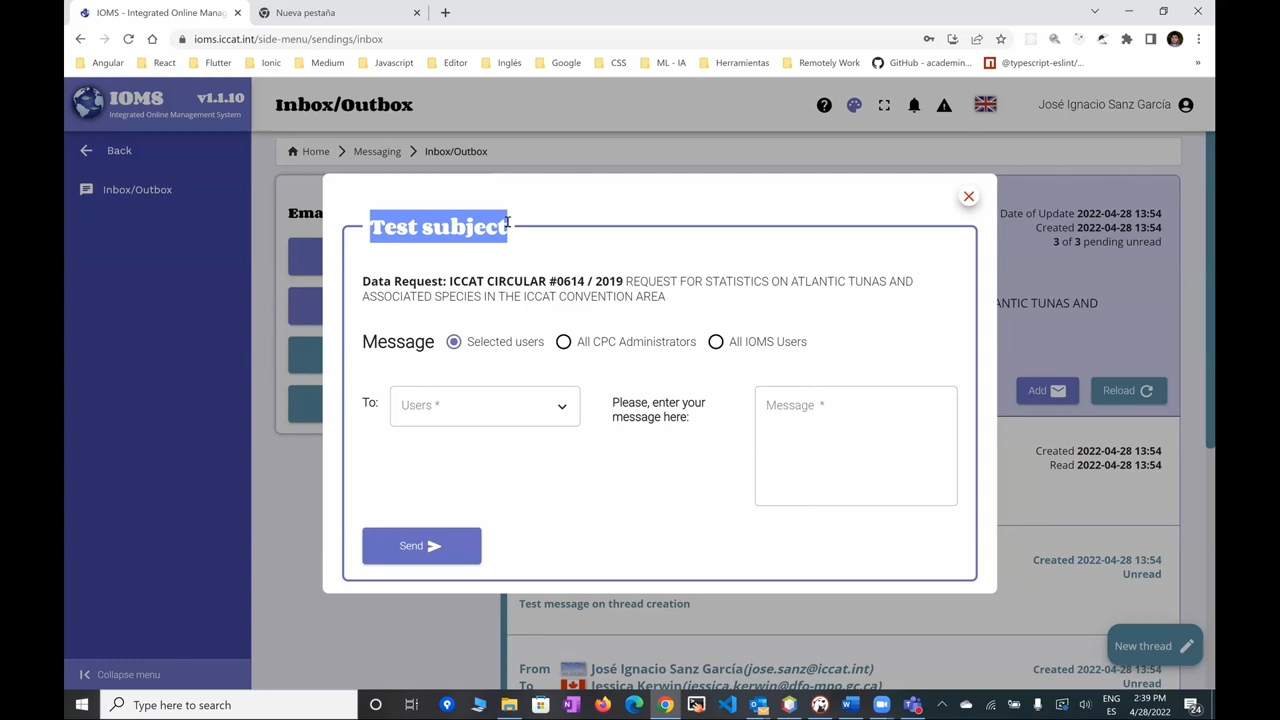 IOMS - Integrated Online Manag
Nueva pestaña
ioms.iccat.int/side-menu/sendings/inbox
Angular
React
Flutter
Ionic
Medium
Javascript
Editor
Inglés
Google
CSS
ML - IA
Herramientas
Remotely Work
GitHub - academin...
@typescript-eslint/...
»
IOMS v1.1.10
Integrated Online Management System
Inbox/Outbox
José Ignacio Sanz García
Back
Home
Messaging
Inbox/Outbox
Inbox/Outbox
Emai
Date of Update 2022-04-28 13:54
Created 2022-04-28 13:54
3 of 3 pending unread
Test subject
Data Request: ICCAT CIRCULAR #0614 / 2019 REQUEST FOR STATISTICS ON ATLANTIC TUNAS AND
ASSOCIATED SPECIES IN THE ICCAT CONVENTION AREA
ANTIC TUNAS AND
Message
Selected users
All CPC Administrators
All IOMS Users
To:
Users *
Please, enter your
message here:
Message *
Add
Reload
Created 2022-04-28 13:54
Read 2022-04-28 13:54
Send
Created 2022-04-28 13:54
Unread
Test message on thread creation
New thread
From José Ignacio Sanz García(jose.sanz@iccat.int)
Created 2022-04-28 13:54
To Jessica Kerwin(jessica.kerwin@dfo-mpo.gc.ca)
Unread
Collapse menu
Type here to search
ENG
ES
2:39 PM
4/28/2022
24